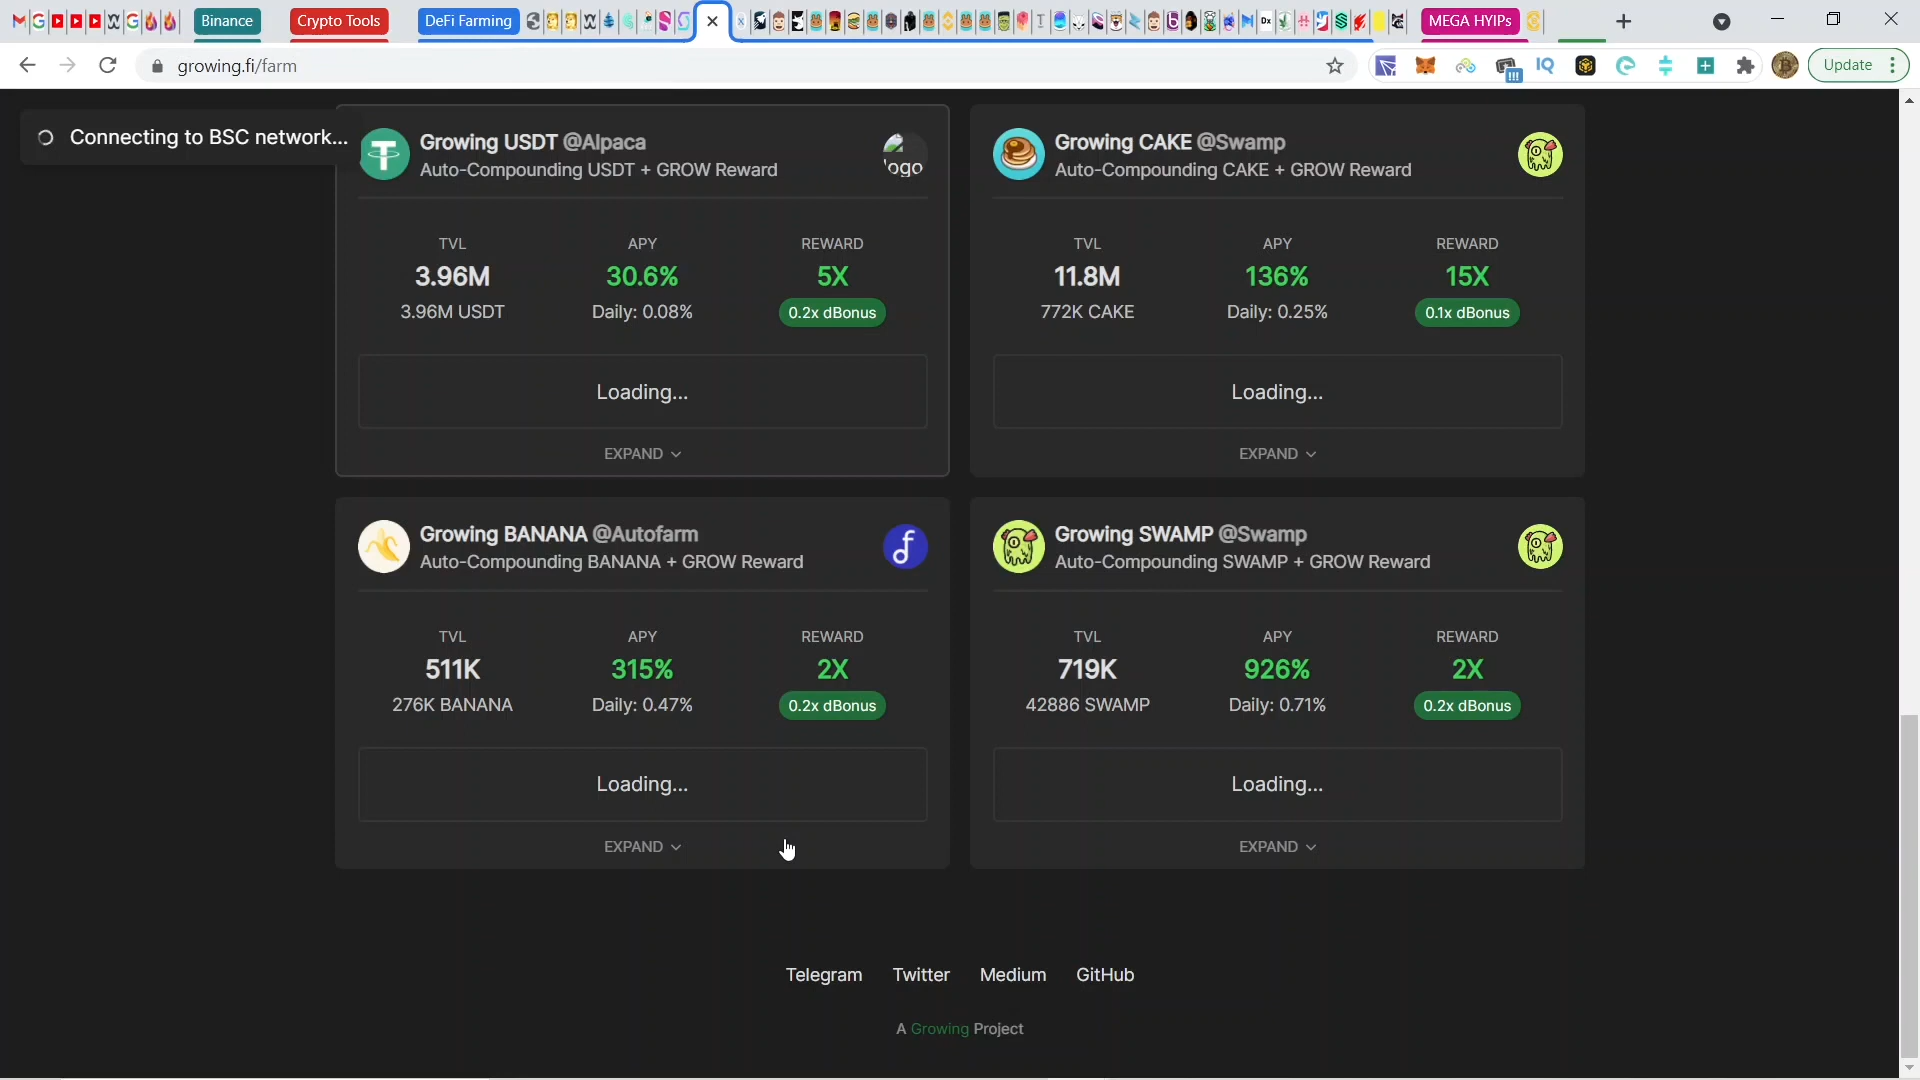 Binance
Crypto Tools
DeFi Farming
MEGA HYIPs
growing.fi/farm
Update
Connecting to BSC network...
Growing USDT @Alpaca
Auto-Compounding USDT + GROW Reward
logo
TVL
APY
REWARD
3.96M
30.6%
5X
3.96M USDT
Daily: 0.08%
0.2x dBonus
Loading...
EXPAND
Growing CAKE @Swamp
Auto-Compounding CAKE + GROW Reward
TVL
APY
REWARD
11.8M
136%
15X
772K CAKE
Daily: 0.25%
0.1x dBonus
Loading...
EXPAND
Growing BANANA @Autofarm
Auto-Compounding BANANA + GROW Reward
TVL
APY
REWARD
511K
315%
2X
276K BANANA
Daily: 0.47%
0.2x dBonus
Loading...
EXPAND
Growing SWAMP @Swamp
Auto-Compounding SWAMP + GROW Reward
TVL
APY
REWARD
719K
926%
2X
42886 SWAMP
Daily: 0.71%
0.2x dBonus
Loading...
EXPAND
Telegram Twitter Medium GitHub
A Growing Project